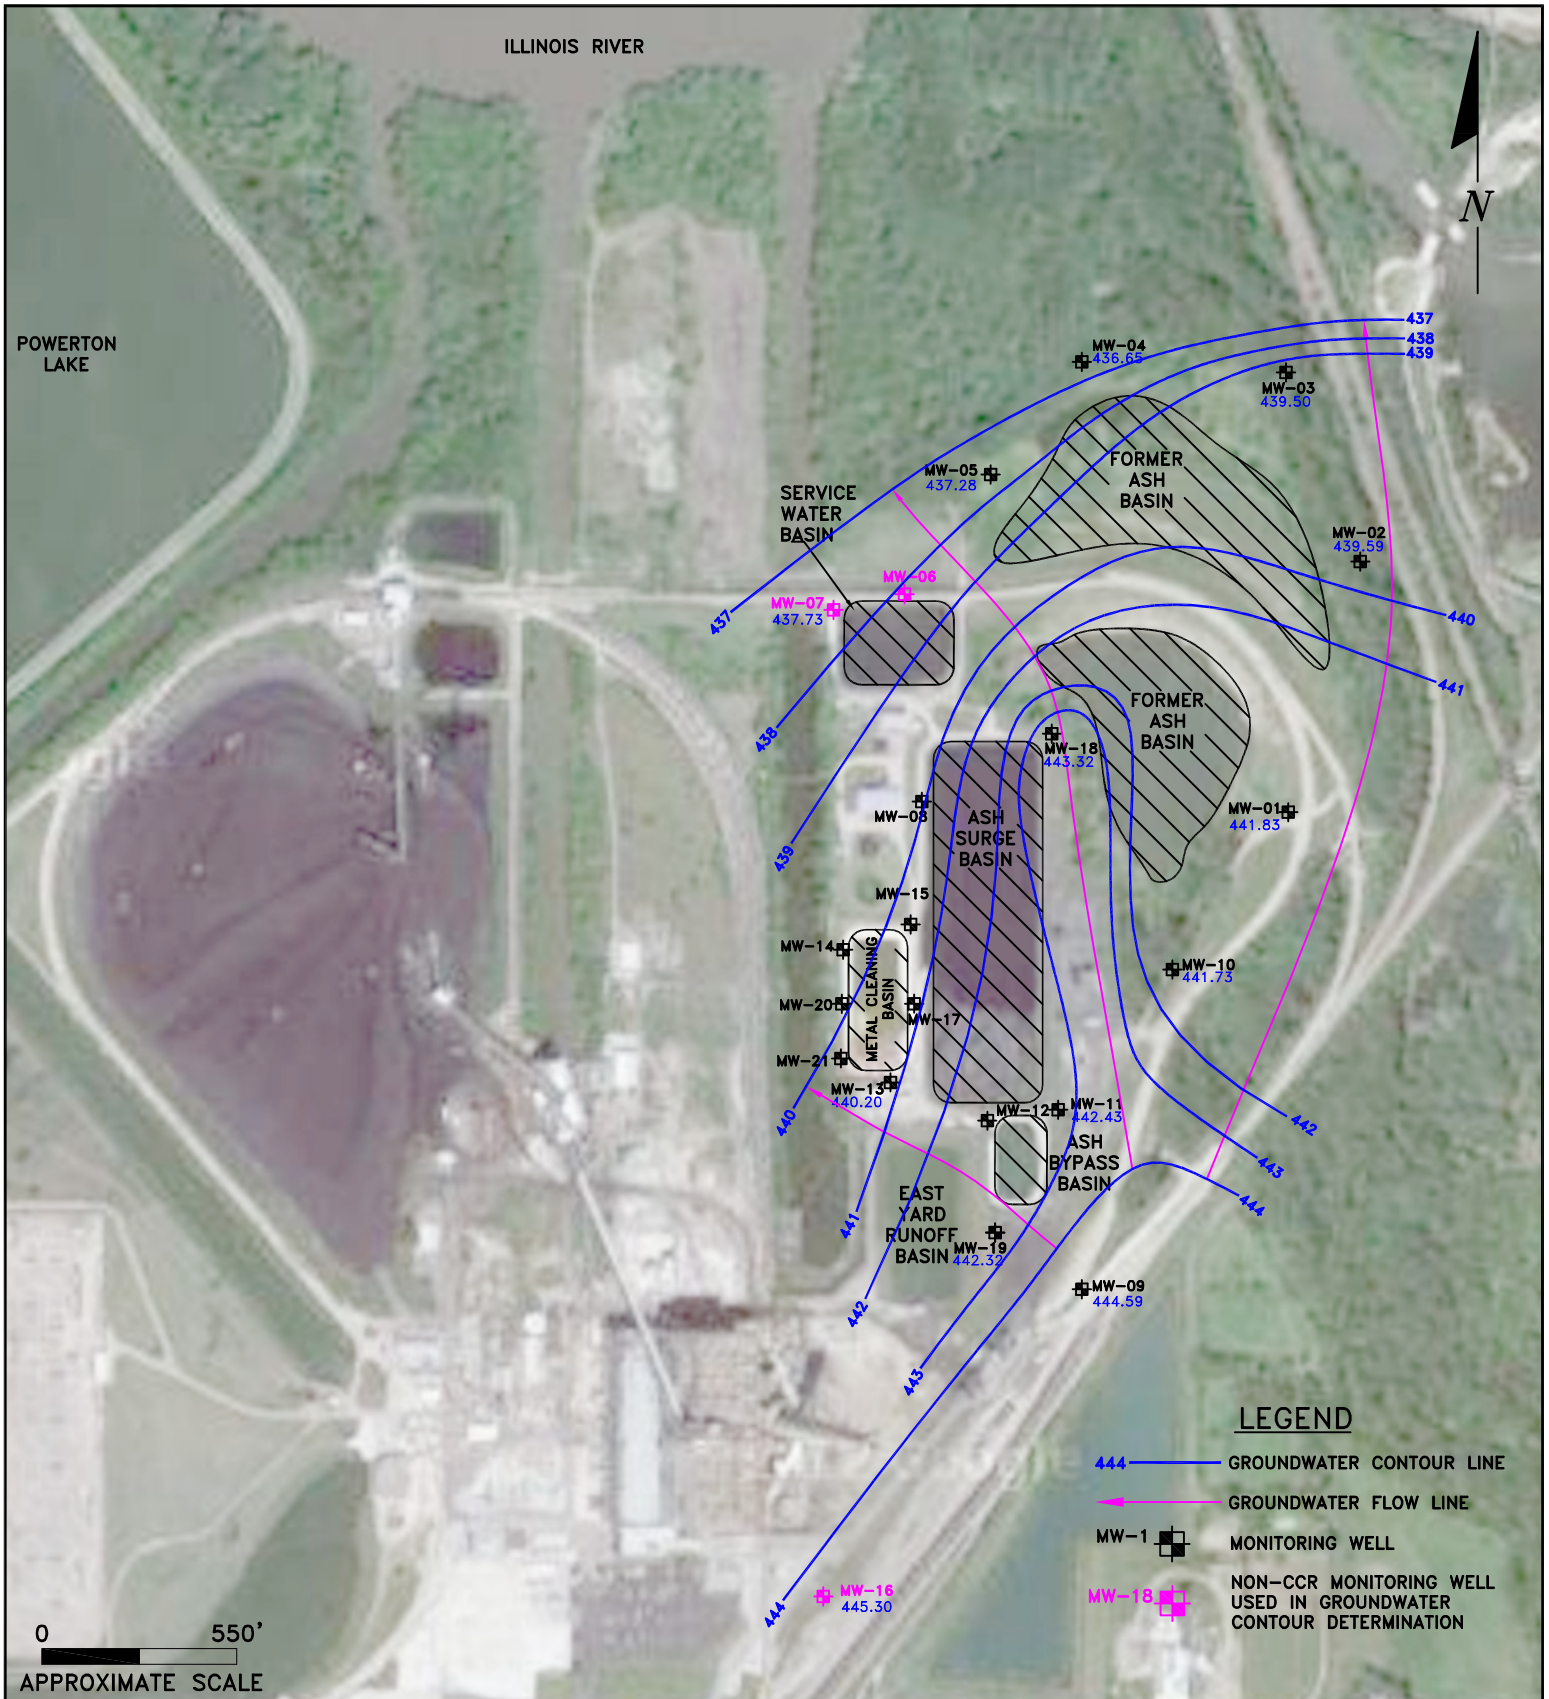 ILLINOIS RIVER
N
POWERTON
LAKE
437
438
439
MW-04
436.65
MW-03
439.50
FORMER
ASH
BASIN
MW-05
437.28
SERVICE
WATER
BASIN
MW-02
439.59
MW-06
MW-07
437.73
437
440
441
FORMER
ASH
BASIN
438
MW-18
443.32
MW-08
ASH
SURGE
BASIN
MW-01
441.83
439
MW-15
MW-14
METAL CLEANING
BASIN
MW-10
441.73
MW-20
MW-17
MW-21
MW-13
440.20
MW-12
MW-11
442.43
440
442
ASH
BYPASS
BASIN
443
444
EAST
YARD
RUNOFF
BASIN
MW-19
442.32
441
442
MW-09
444.59
443
LEGEND
444
GROUNDWATER CONTOUR LINE
GROUNDWATER FLOW LINE
MW-1
MONITORING WELL
MW-18
NON-CCR MONITORING WELL
USED IN GROUNDWATER
CONTOUR DETERMINATION
MW-16
445.30
444
0 550'
APPROXIMATE SCALE